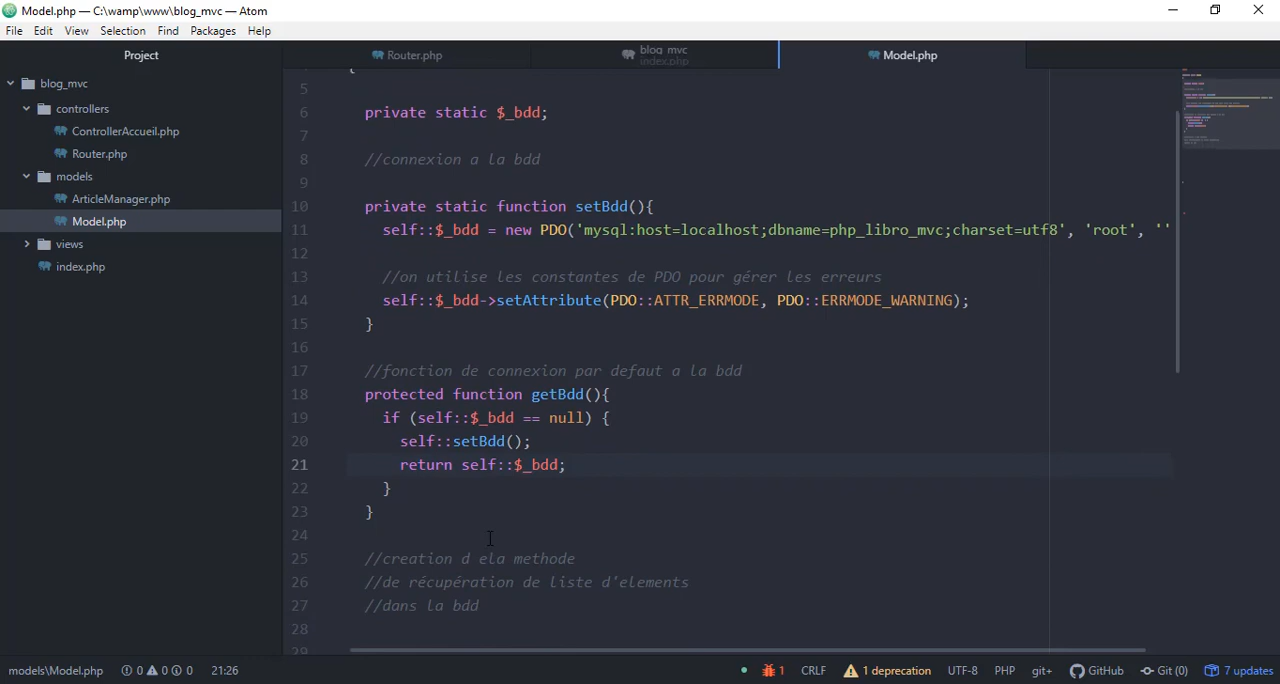 Model.php — C:\wamp\www\blog_mvc — Atom
File Edit View Selection Find Packages Help
Project
Router.php
blog_mvc
index.php
Model.php
blog_mvc
controllers
ControllerAccueil.php
Router.php
models
ArticleManager.php
Model.php
views
index.php
{
5
6 private static $_bdd;
7
8 //connexion a la bdd
9
10 private static function setBdd(){
11 self::$_bdd = new PDO('mysql:host=localhost;dbname=php_libro_mvc;charset=utf8', 'root', ''
12
13 //on utilise les constantes de PDO pour gérer les erreurs
14 self::$_bdd->setAttribute(PDO::ATTR_ERRMODE, PDO::ERRMODE_WARNING);
15 }
16
17 //fonction de connexion par defaut a la bdd
18 protected function getBdd(){
19 if (self::$_bdd == null) {
20 self::setBdd();
21 return self::$_bdd;
22 }
23 }
24
25 //creation d ela methode
26 //de récupération de liste d'elements
27 //dans la bdd
28
29
models\Model.php 0 0 0 21:26 1 CRLF 1 deprecation UTF-8 PHP git+ GitHub Git (0) 7 updates